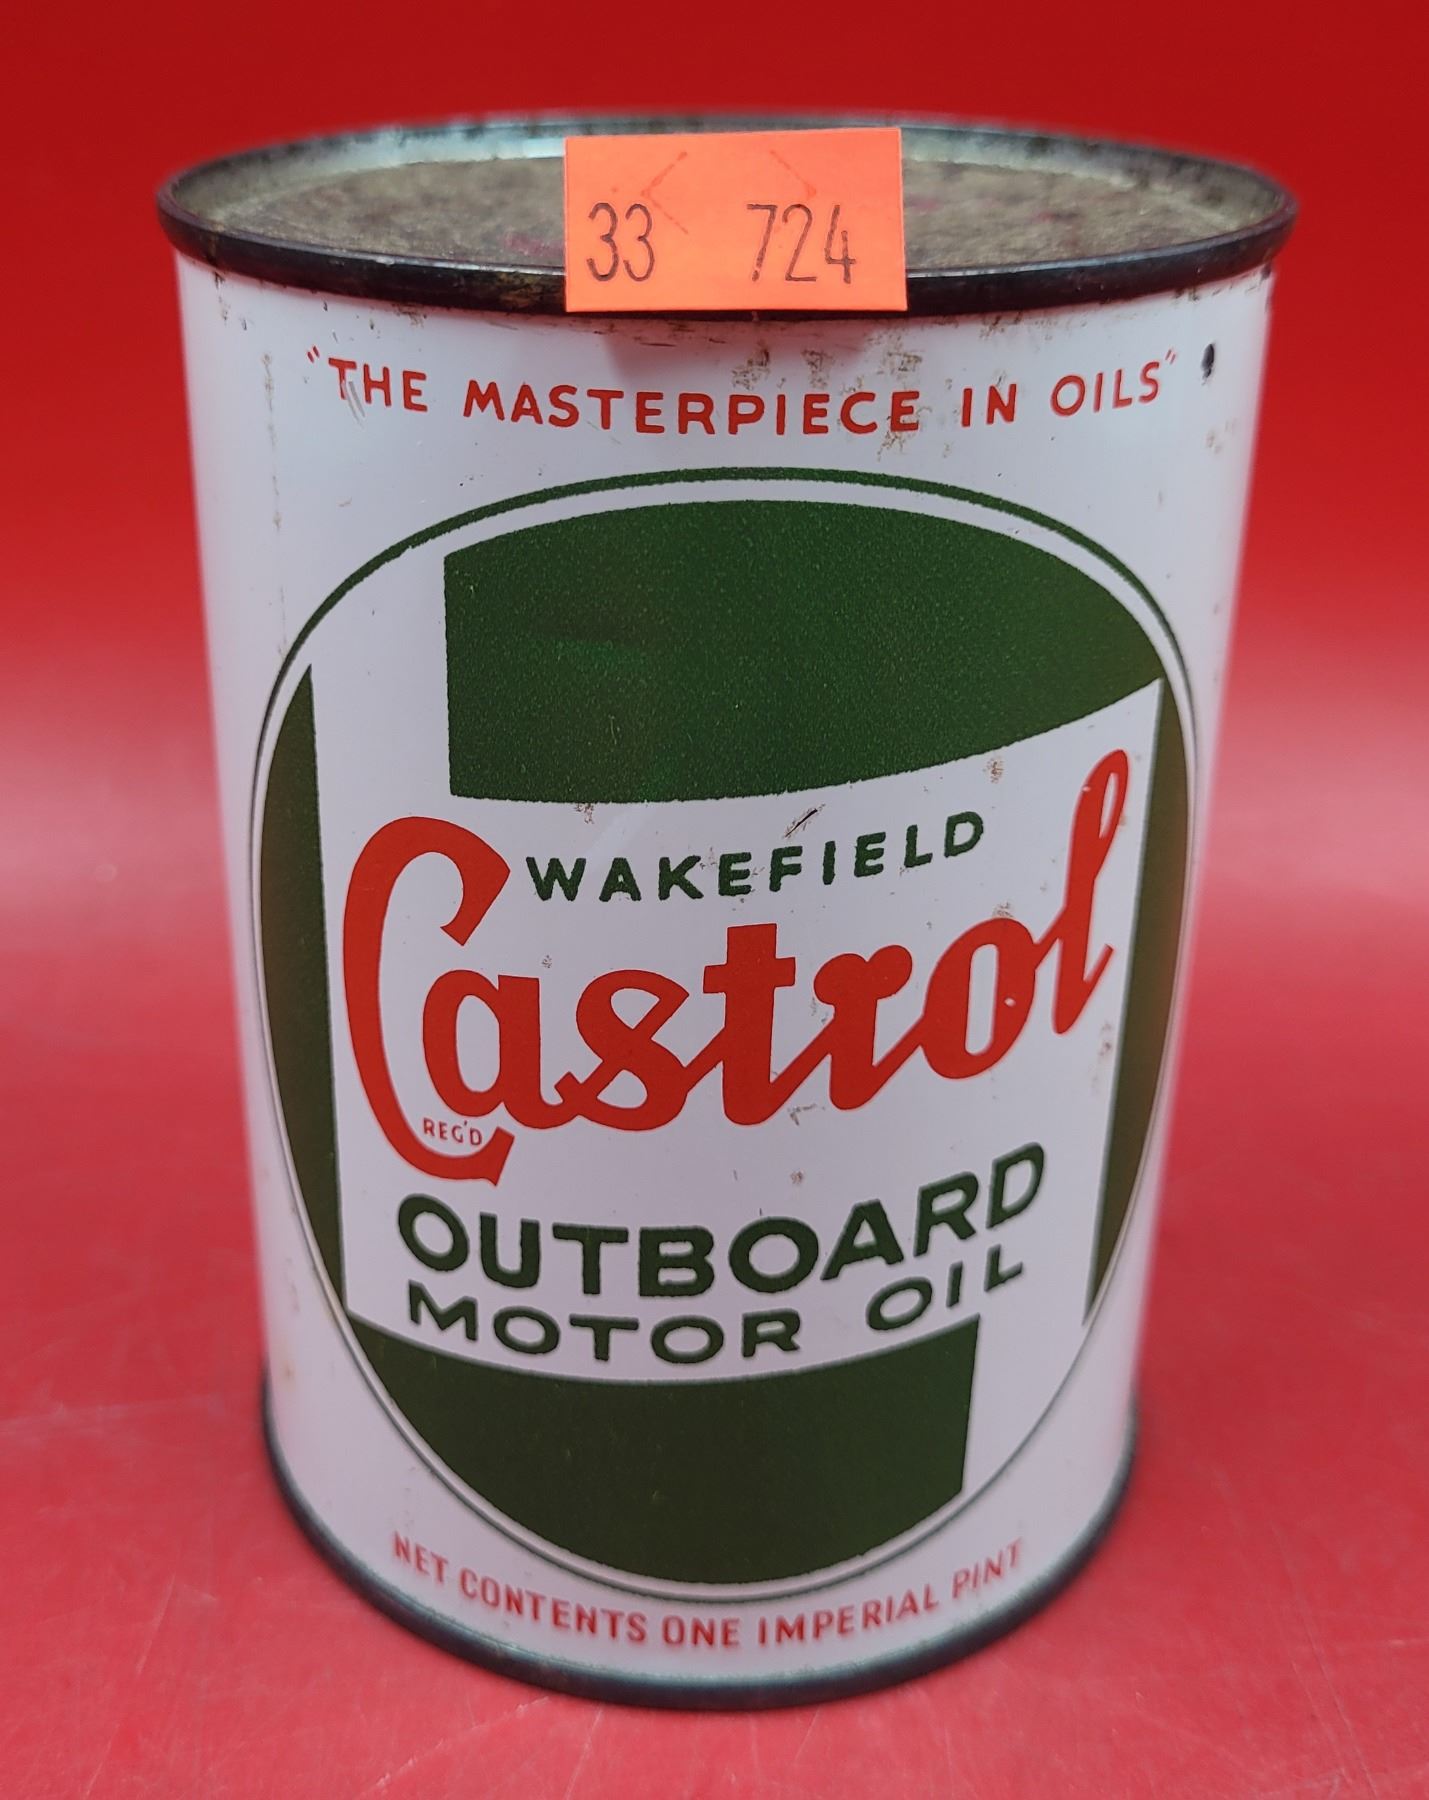 33 724
"THE MASTERPIECE IN OILS"
WAKEFIELD
Castrol
REG'D
OUTBOARD
MOTOR OIL
NET CONTENTS ONE IMPERIAL PINT